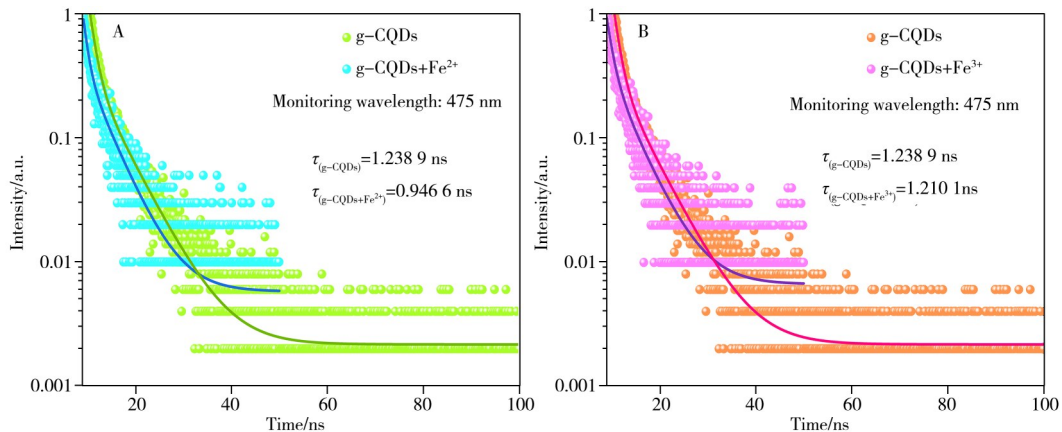 A
g-CQDs
g-CQDs+Fe²⁺
Monitoring wavelength: 475 nm
τ(g-CQDs)=1.238 9 ns
τ(g-CQDs+Fe²⁺)=0.946 6 ns
Intensity/a.u.
1
0.1
0.01
0.001
20 40 60 80 100
Time/ns
B
g-CQDs
g-CQDs+Fe³⁺
Monitoring wavelength: 475 nm
τ(g-CQDs)=1.238 9 ns
τ(g-CQDs+Fe³⁺)=1.210 1ns
Intensity/a.u.
1
0.1
0.01
0.001
20 40 60 80 100
Time/ns